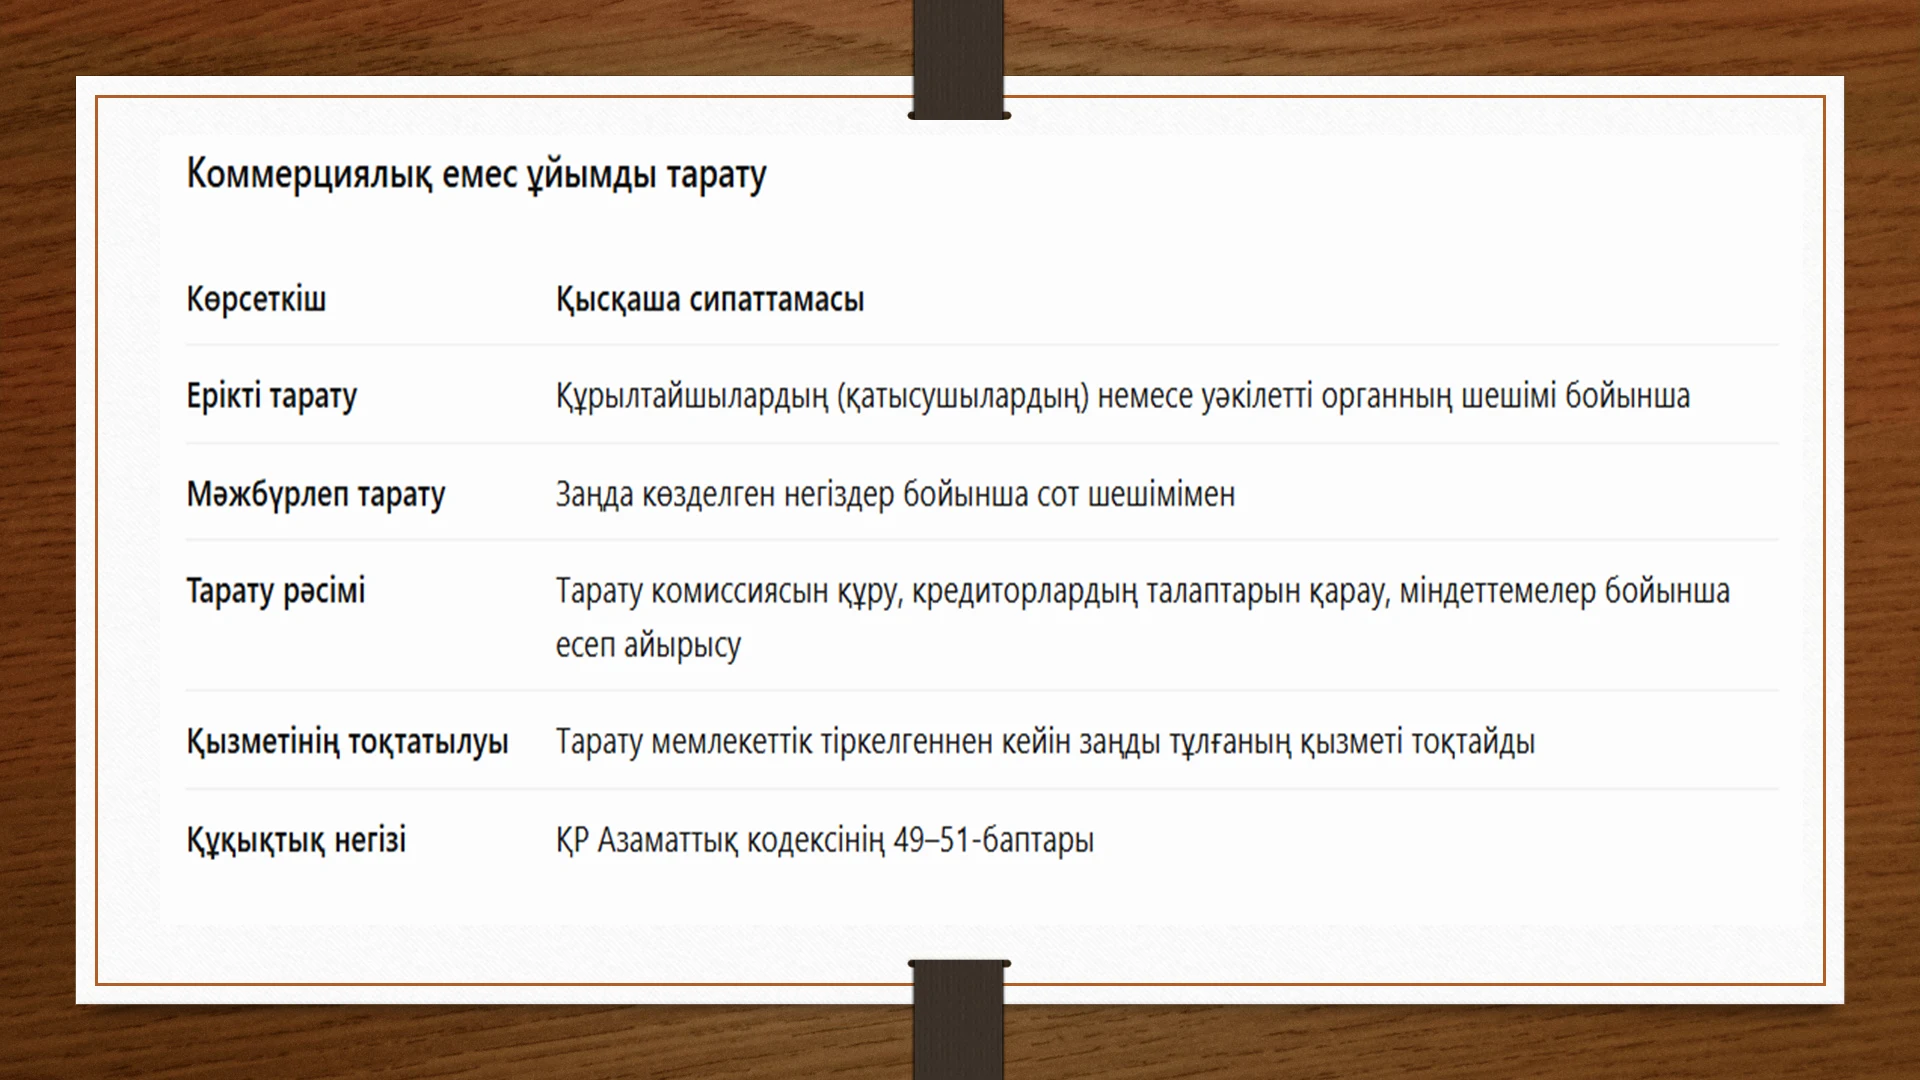 Коммерциялық емес ұйымды тарату
Көрсеткіш Қысқаша сипаттамасы
Ерікті тарату Құрылтайшылардың (қатысушылардың) немесе уәкілетті органның шешімі бойынша
Мәжбүрлеп тарату Заңда көзделген негіздер бойынша сот шешімімен
Тарату рәсімі Тарату комиссиясын құру, кредиторлардың талаптарын қарау, міндеттемелер бойынша
есеп айырысу
Қызметінің тоқтатылуы Тарату мемлекеттік тіркелгеннен кейін заңды тұлғаның қызметі тоқтайды
Құқықтық негізі ҚР Азаматтық кодексінің 49–51-баптары